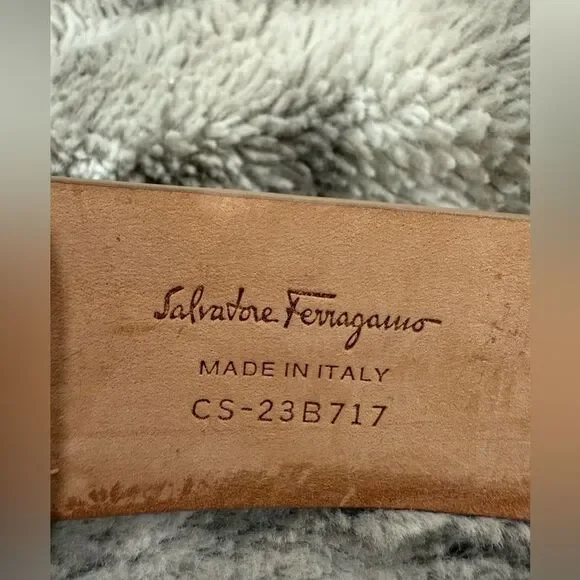 Salvatore Ferragamo
MADE IN ITALY
CS-23B717